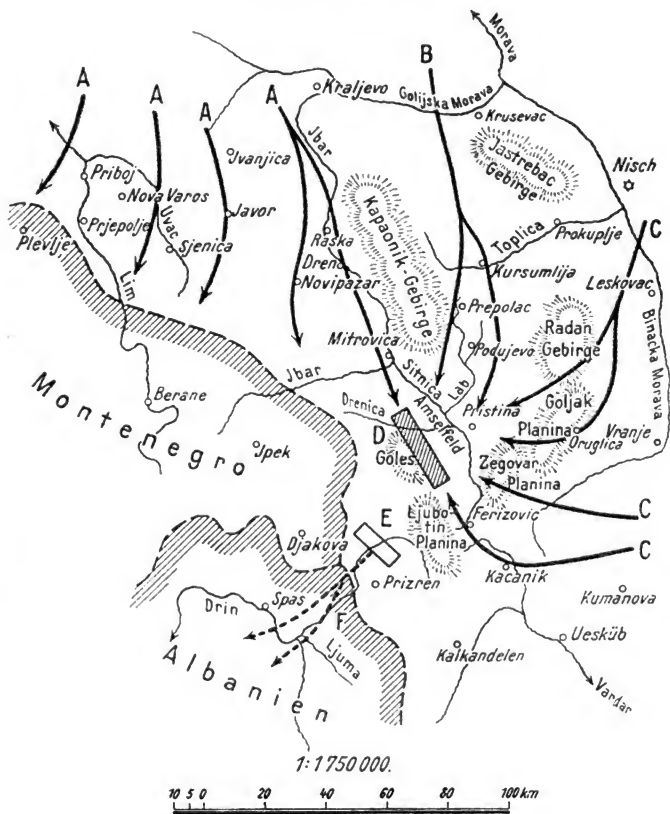 Morava
B
A
A
A
A
Kraljevo
Golijska Morava
Krusevac
Jbar
Jvanjica
Jastrebac
Gebirge
Nisch
Priboj
Nova Varos
Uvac
Javor
Kapaonik-Gebirge
Toplica
Prokuplje
C
Plevlje
Prjepolje
Sjenica
Raska
Dren
Novipazar
Kursumlija
Leskovac
Lim
Prepolac
Binacka Morava
Mitrovica
Sitnica
Lab
Podujevo
Radan
Gebirge
Jbar
Berane
Montenegro
Drenica
Amselfeld
Pristina
Goljak
Planina
Oruglica
Vranje
Jpek
D
Goles
Zegovar
Planina
C
E
Ljubo-
tin
Planina
Ferizovic
Djakova
C
Prizren
Kacanik
Drin
Spas
F
Kumanova
Ljuma
Kalkandelen
Uesküb
Albanien
Vardar
1:1750000.
10 5 0 20 40 60 80 100 km